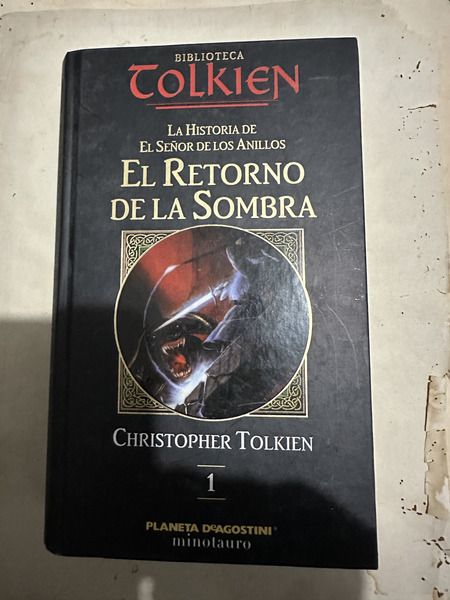 BIBLIOTECA
TOLKIEN
LA HISTORIA DE
EL SEÑOR DE LOS ANILLOS
EL RETORNO
DE LA SOMBRA
CHRISTOPHER TOLKIEN
1
PLANETA DeAGOSTINI
minotauro